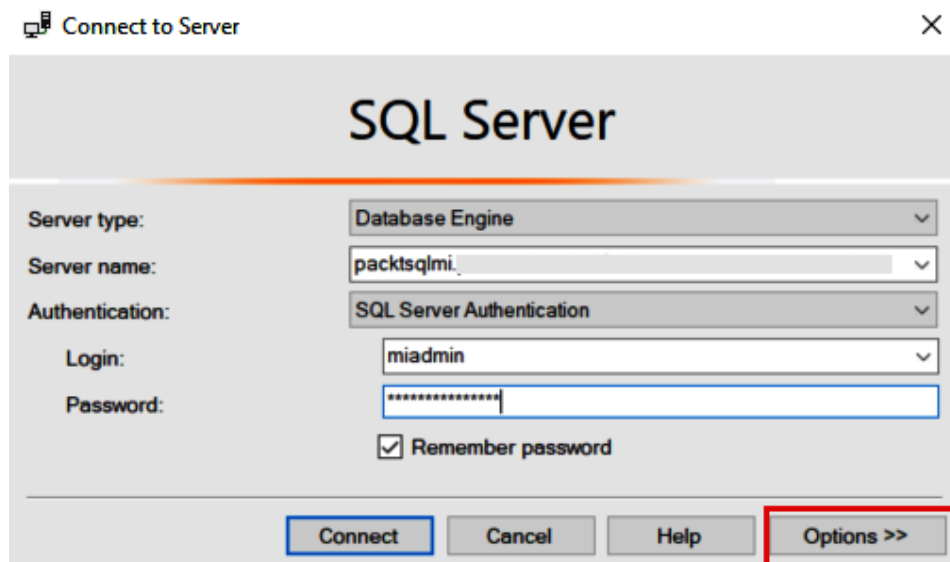 Connect to Server
SQL Server
Server type: Database Engine
Server name: packtsqlmi.
Authentication: SQL Server Authentication
Login: miadmin
Password: ***************
Remember password
Connect Cancel Help Options >>